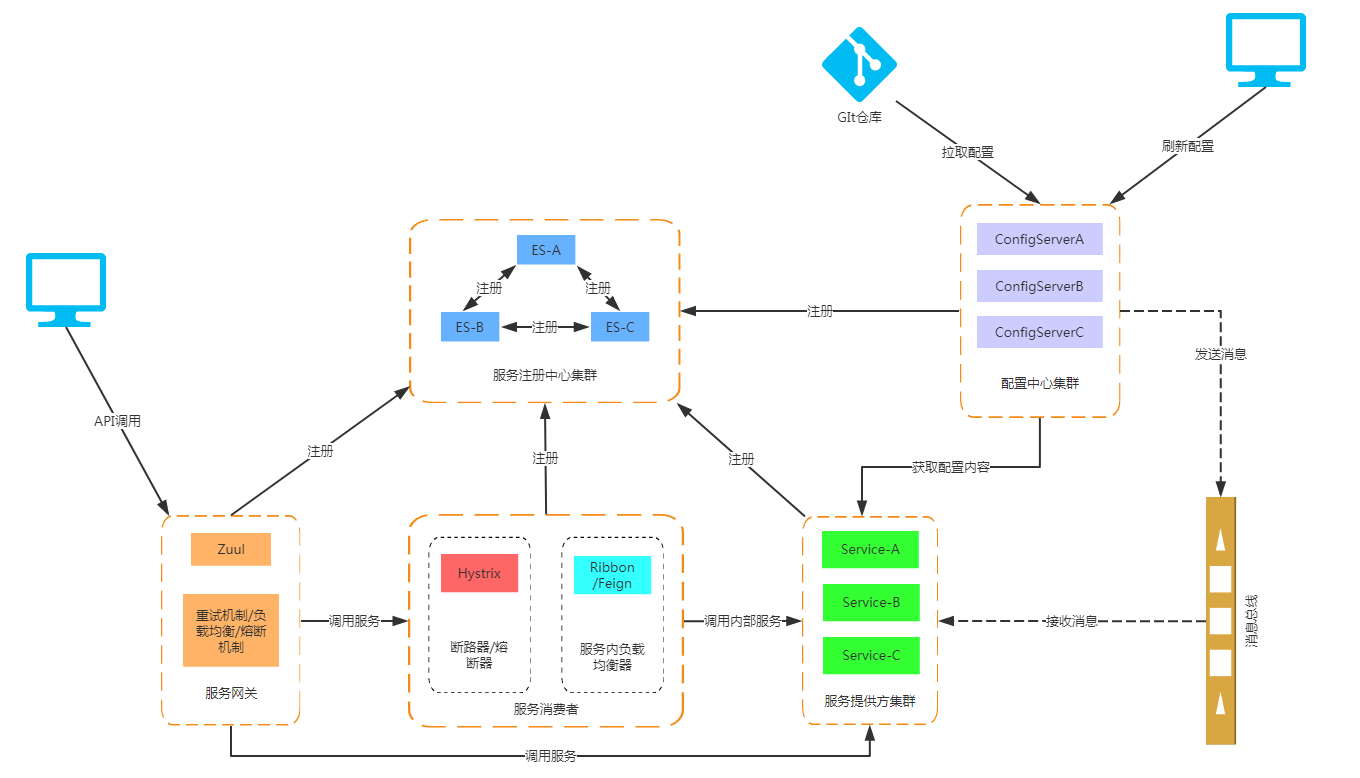 GIt仓库
拉取配置
刷新配置
ConfigServerA
ConfigServerB
ConfigServerC
配置中心集群
ES-A
注册
注册
ES-B
注册
ES-C
服务注册中心集群
注册
发送消息
API调用
注册
注册
注册
获取配置内容
Zuul
重试机制/负
载均衡/熔断
机制
服务网关
调用服务
Hystrix
断路器/熔
断器
Ribbon
/Feign
服务内负载
均衡器
服务消费者
调用内部服务
Service-A
Service-B
Service-C
服务提供方集群
接收消息
消息总线
调用服务